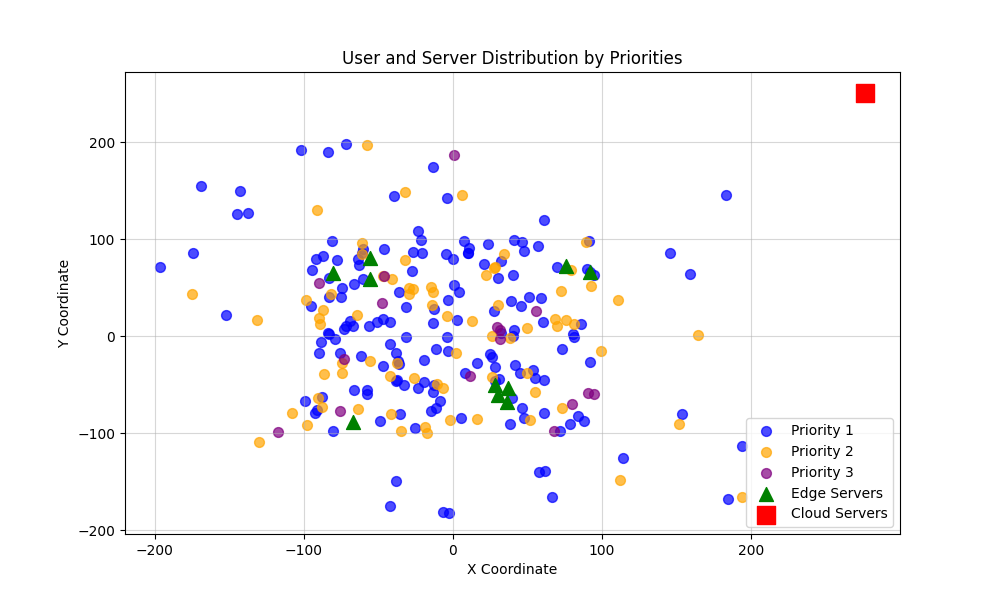 User and Server Distribution by Priorities
Y Coordinate
200
100
0
−100
−200
−200
−100
0
100
200
X Coordinate
Priority 1
Priority 2
Priority 3
Edge Servers
Cloud Servers